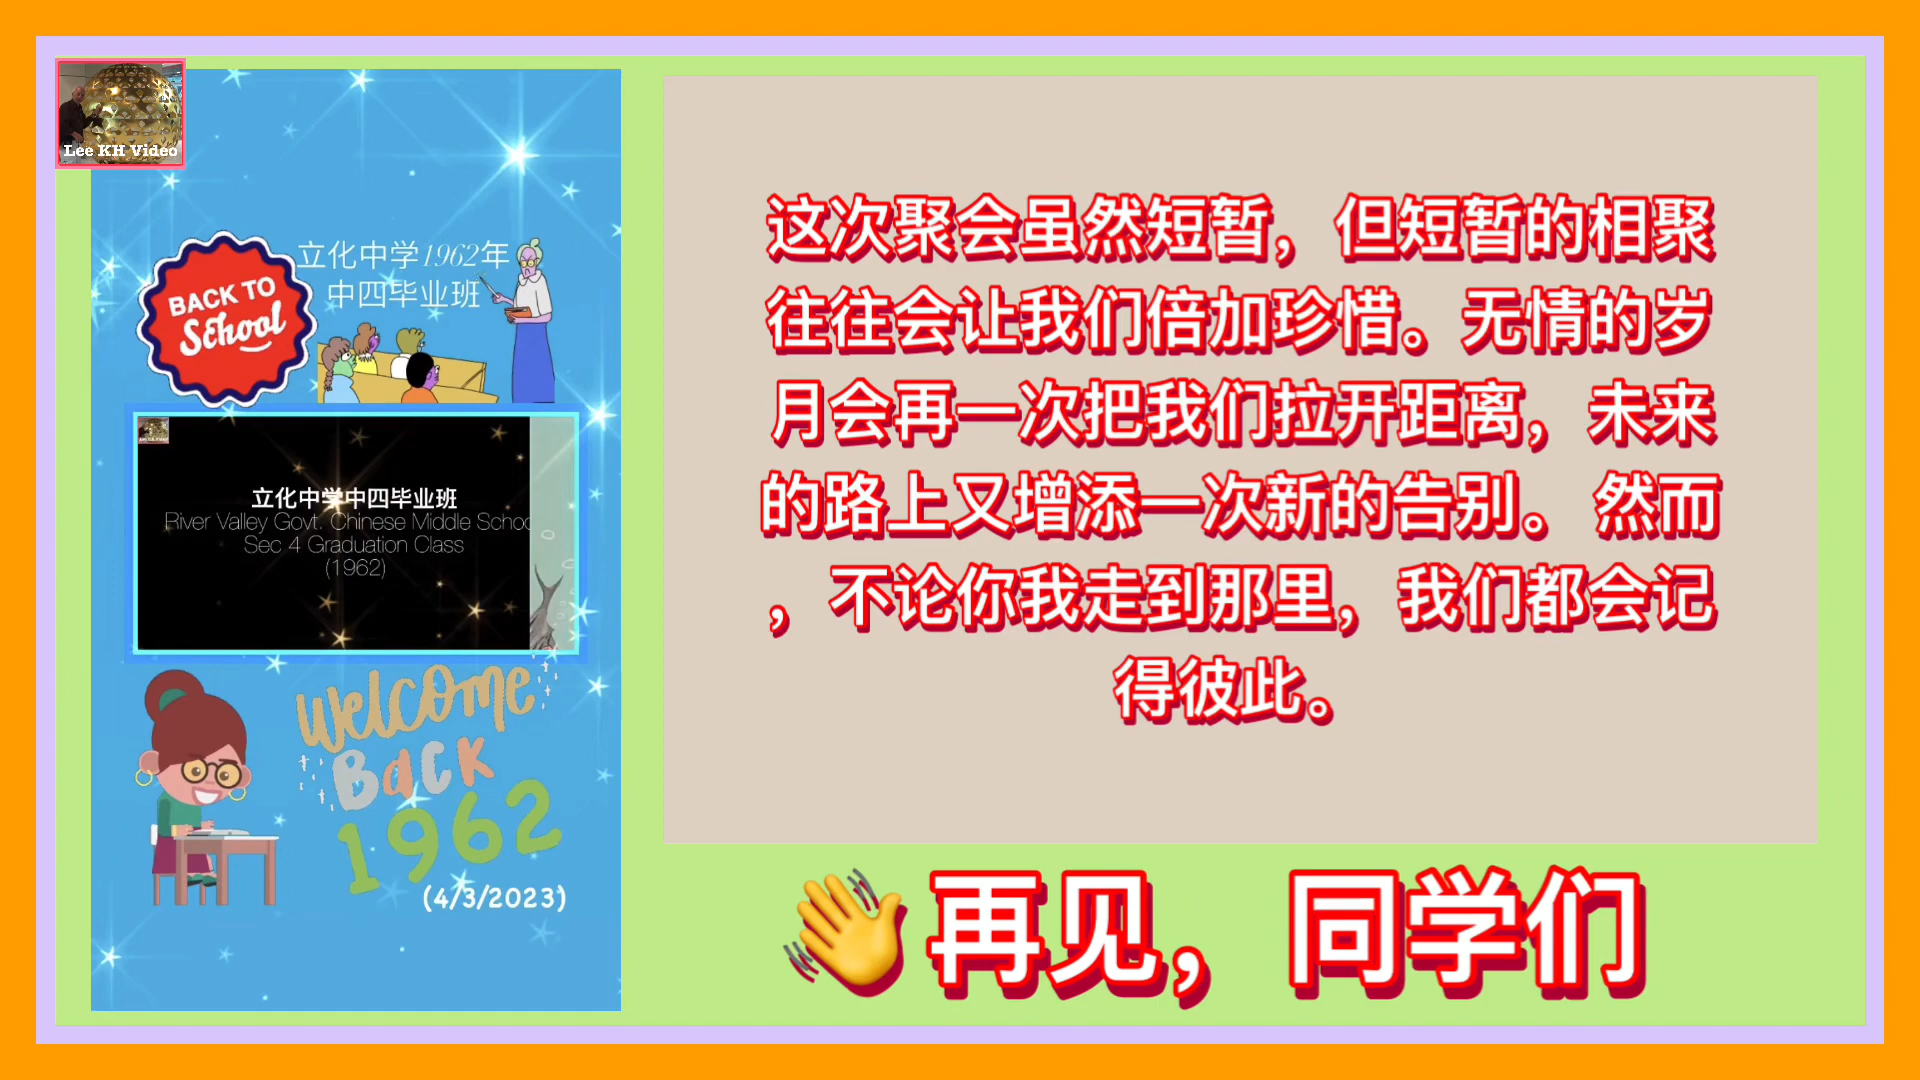 Lee KH Video
立化中学1962年
中四毕业班
BACK TO
School
立化中学中四毕业班
River Valley Govt. Chinese Middle Schoo
Sec 4 Graduation Class
(1962)
Welcome
Back
1962
(4/3/2023)
这次聚会虽然短暂，但短暂的相聚
往往会让我们倍加珍惜。无情的岁
月会再一次把我们拉开距离，未来
的路上又增添一次新的告别。 然而
，不论你我走到那里，我们都会记
得彼此。
👋再见， 同学们